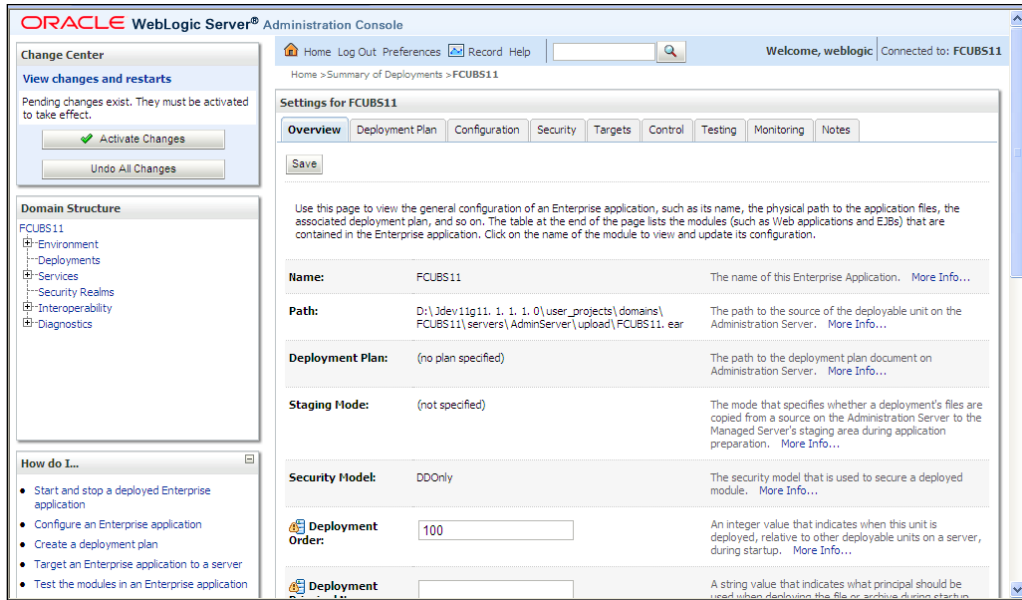 ORACLE WebLogic Server® Administration Console
Change Center
View changes and restarts
Pending changes exist. They must be activated
to take effect.
Activate Changes
Undo All Changes
Domain Structure
FCUBS11
Environment
Deployments
Services
Security Realms
Interoperability
Diagnostics
How do I...
Start and stop a deployed Enterprise
application
Configure an Enterprise application
Create a deployment plan
Target an Enterprise application to a server
Test the modules in an Enterprise application
Home Log Out Preferences Record Help
Welcome, weblogic Connected to: FCUBS11
Home >Summary of Deployments >FCUBS11
Settings for FCUBS11
Overview Deployment Plan Configuration Security Targets Control Testing Monitoring Notes
Save
Use this page to view the general configuration of an Enterprise application, such as its name, the physical path to the application files, the
associated deployment plan, and so on. The table at the end of the page lists the modules (such as Web applications and EJBs) that are
contained in the Enterprise application. Click on the name of the module to view and update its configuration.
Name: FCUBS11 The name of this Enterprise Application. More Info...
Path: D:\Jdev11g11. 1. 1. 1. 0\user_projects\domains\ The path to the source of the deployable unit on the
FCUBS11\servers\AdminServer\upload\FCUBS11. ear Administration Server. More Info...
Deployment Plan: (no plan specified) The path to the deployment plan document on
Administration Server. More Info...
Staging Mode: (not specified) The mode that specifies whether a deployment's files are
copied from a source on the Administration Server to the
Managed Server's staging area during application
preparation. More Info...
Security Model: DDOnly The security model that is used to secure a deployed
module. More Info...
Deployment 100 An integer value that indicates when this unit is
Order: deployed, relative to other deployable units on a server,
during startup. More Info...
Deployment A string value that indicates what principal should be
used when deploying the file or archive during startup